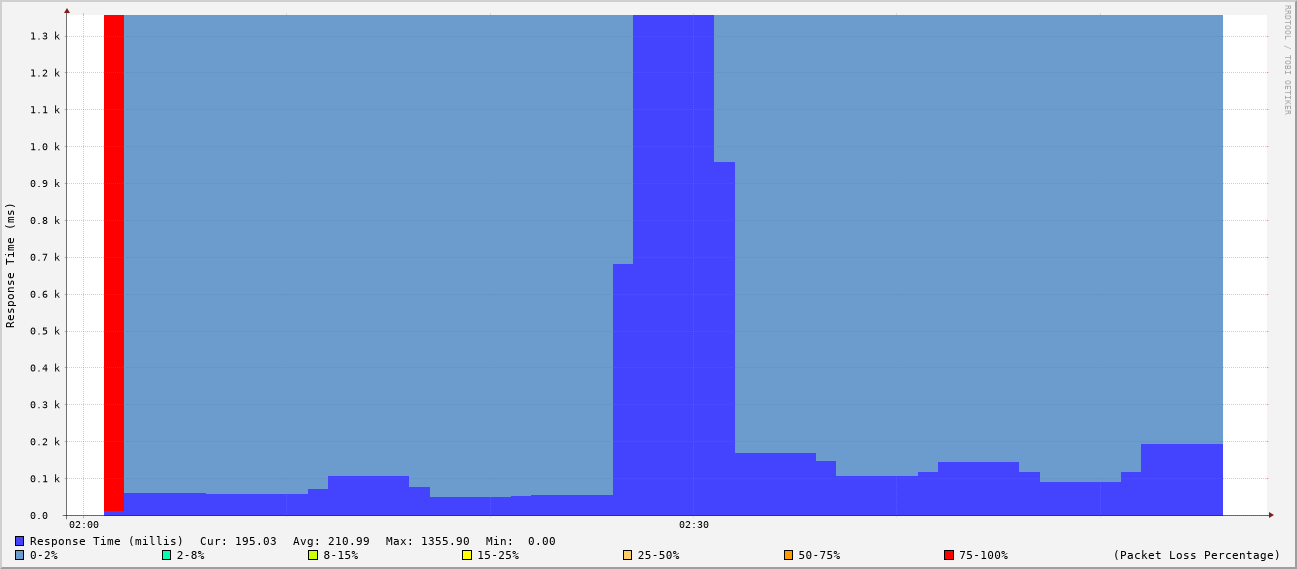 RRDTOOL / TOBI OETIKER
Response Time (ms)
1.3 k
1.2 k
1.1 k
1.0 k
0.9 k
0.8 k
0.7 k
0.6 k
0.5 k
0.4 k
0.3 k
0.2 k
0.1 k
0.0
02:00 02:30
Response Time (millis) Cur: 195.03 Avg: 210.99 Max: 1355.90 Min: 0.00
0-2% 2-8% 8-15% 15-25% 25-50% 50-75% 75-100% (Packet Loss Percentage)